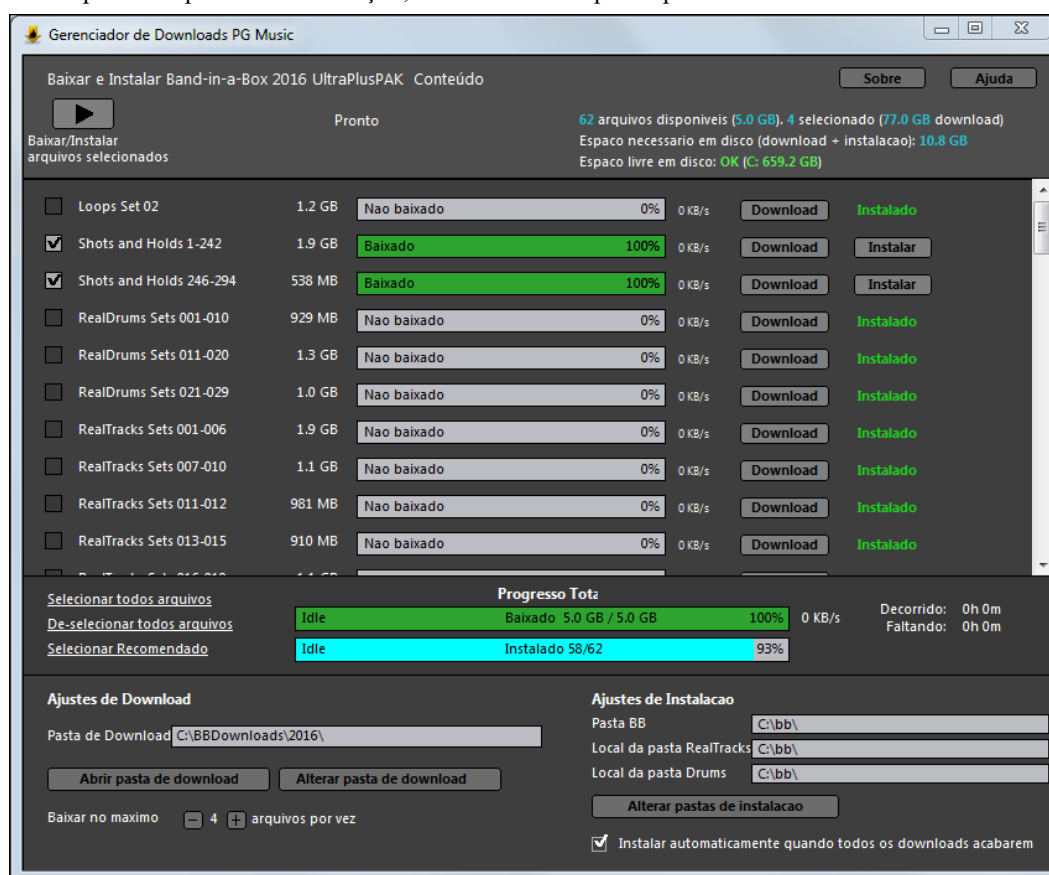 Gerenciador de Downloads PG Music
Baixar e Instalar Band-in-a-Box 2016 UltraPlusPAK Conteúdo
Sobre
Ajuda
Baixar/Instalar
arquivos selecionados
Pronto
62 arquivos disponiveis (5.0 GB). 4 selecionado (77.0 GB download)
Espaco necessario em disco (download + instalacao): 10.8 GB
Espaco livre em disco: OK (C: 659.2 GB)
Loops Set 02 1.2 GB Nao baixado 0% 0 KB/s Download Instalado
Shots and Holds 1-242 1.9 GB Baixado 100% 0 KB/s Download Instalar
Shots and Holds 246-294 538 MB Baixado 100% 0 KB/s Download Instalar
RealDrums Sets 001-010 929 MB Nao baixado 0% 0 KB/s Download Instalado
RealDrums Sets 011-020 1.3 GB Nao baixado 0% 0 KB/s Download Instalado
RealDrums Sets 021-029 1.0 GB Nao baixado 0% 0 KB/s Download Instalado
RealTracks Sets 001-006 1.9 GB Nao baixado 0% 0 KB/s Download Instalado
RealTracks Sets 007-010 1.1 GB Nao baixado 0% 0 KB/s Download Instalado
RealTracks Sets 011-012 981 MB Nao baixado 0% 0 KB/s Download Instalado
RealTracks Sets 013-015 910 MB Nao baixado 0% 0 KB/s Download Instalado
Selecionar todos arquivos
De-selecionar todos arquivos
Selecionar Recomendado
Progresso Tota
Idle Baixado 5.0 GB / 5.0 GB 100% 0 KB/s
Idle Instalado 58/62 93%
Decorrido: 0h 0m
Faltando: 0h 0m
Ajustes de Download
Pasta de Download C:\BBDownloads\2016\
Abrir pasta de download
Alterar pasta de download
Baixar no maximo - 4 + arquivos por vez
Ajustes de Instalacao
Pasta BB C:\bb\
Local da pasta RealTracks C:\bb\
Local da pasta Drums C:\bb\
Alterar pastas de instalacao
Instalar automaticamente quando todos os downloads acabarem